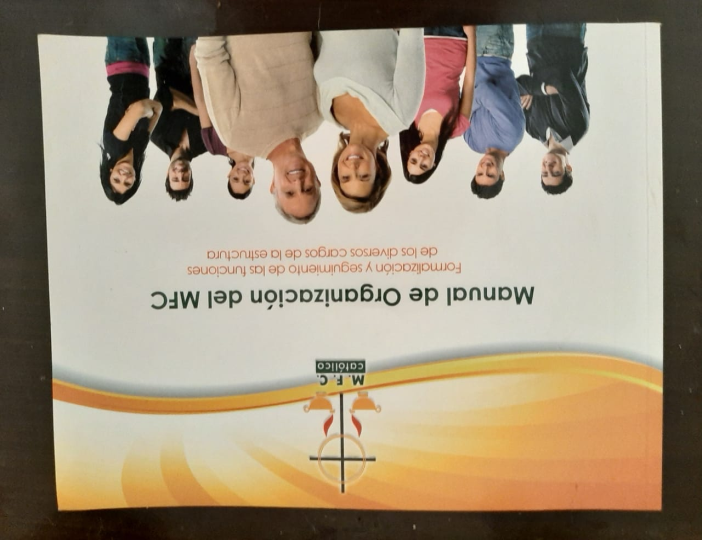 M. F. C.
católico
Manual de Organización del MFC
Formalización y seguimiento de las funciones
de los diversos cargos de la estructura